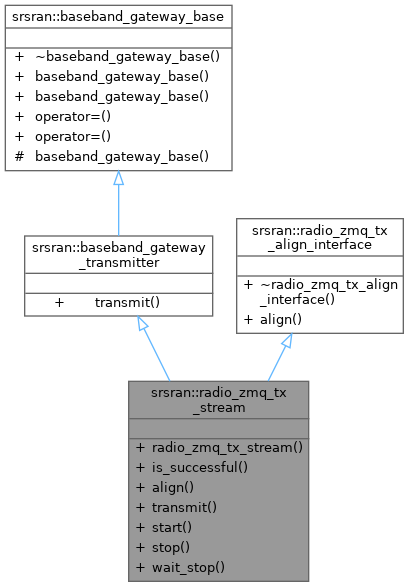 srsran::baseband_gateway_base
+ ~baseband_gateway_base()
+ baseband_gateway_base()
+ baseband_gateway_base()
+ operator=()
+ operator=()
# baseband_gateway_base()
srsran::baseband_gateway
_transmitter
+ transmit()
srsran::radio_zmq_tx
_align_interface
+ ~radio_zmq_tx_align
_interface()
+ align()
srsran::radio_zmq_tx
_stream
+ radio_zmq_tx_stream()
+ is_successful()
+ align()
+ transmit()
+ start()
+ stop()
+ wait_stop()